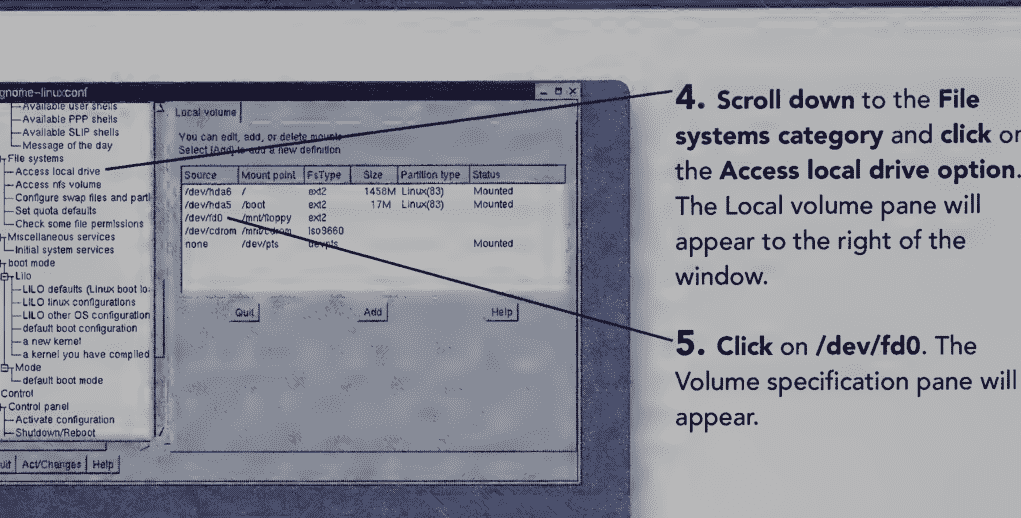 gnome-linuxconf
Available user shells
Available PPP shells
Available SLIP shells
Message of the day
File systems
Access local drive
Access nfs volume
Configure swap files and parti
Set quota defaults
Check some file permissions
Miscellaneous services
Initial system services
boot mode
Lilo
LILO defaults (Linux boot lo
LILO linux configurations
LILO other OS configuration
default boot configuration
a new kernel
a kernel you have compiled
Mode
default boot mode
Control
Control panel
Activate configuration
Shutdown/Reboot
uit Act/Changes Help
Local volume
You can edit, add, or delete mounts
Select [Add] to add a new definition
Source Mount point FsType Size Partition type Status
/dev/hda6 / ext2 1458M Linux(83) Mounted
/dev/hda5 /boot ext2 17M Linux(83) Mounted
/dev/fd0 /mnt/floppy ext2
/dev/cdrom /mnt/cdrom iso9660
none /dev/pts devpts Mounted
Quit Add Help
4. Scroll down to the File
systems category and click on
the Access local drive option.
The Local volume pane will
appear to the right of the
window.
5. Click on /dev/fd0. The
Volume specification pane will
appear.